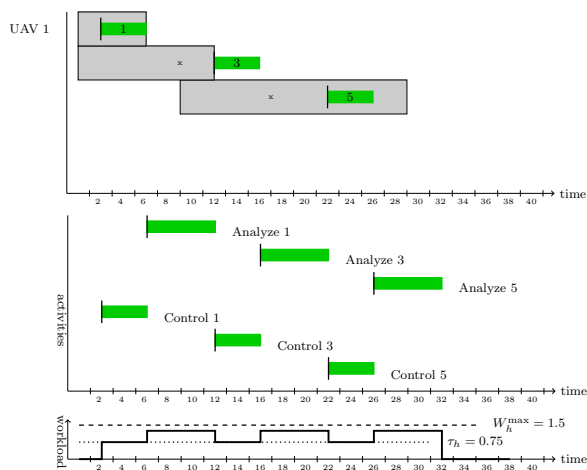 UAV 1
1
x
3
x
5
2 4 6 8 10 12 14 16 18 20 22 24 26 28 30 32 34 36 38 40
time
activities
Analyze 1
Analyze 3
Analyze 5
Control 1
Control 3
Control 5
2 4 6 8 10 12 14 16 18 20 22 24 26 28 30 32 34 36 38 40
time
workload
W_h^max = 1.5
τ_h = 0.75
2 4 6 8 10 12 14 16 18 20 22 24 26 28 30 32 34 36 38 40
time